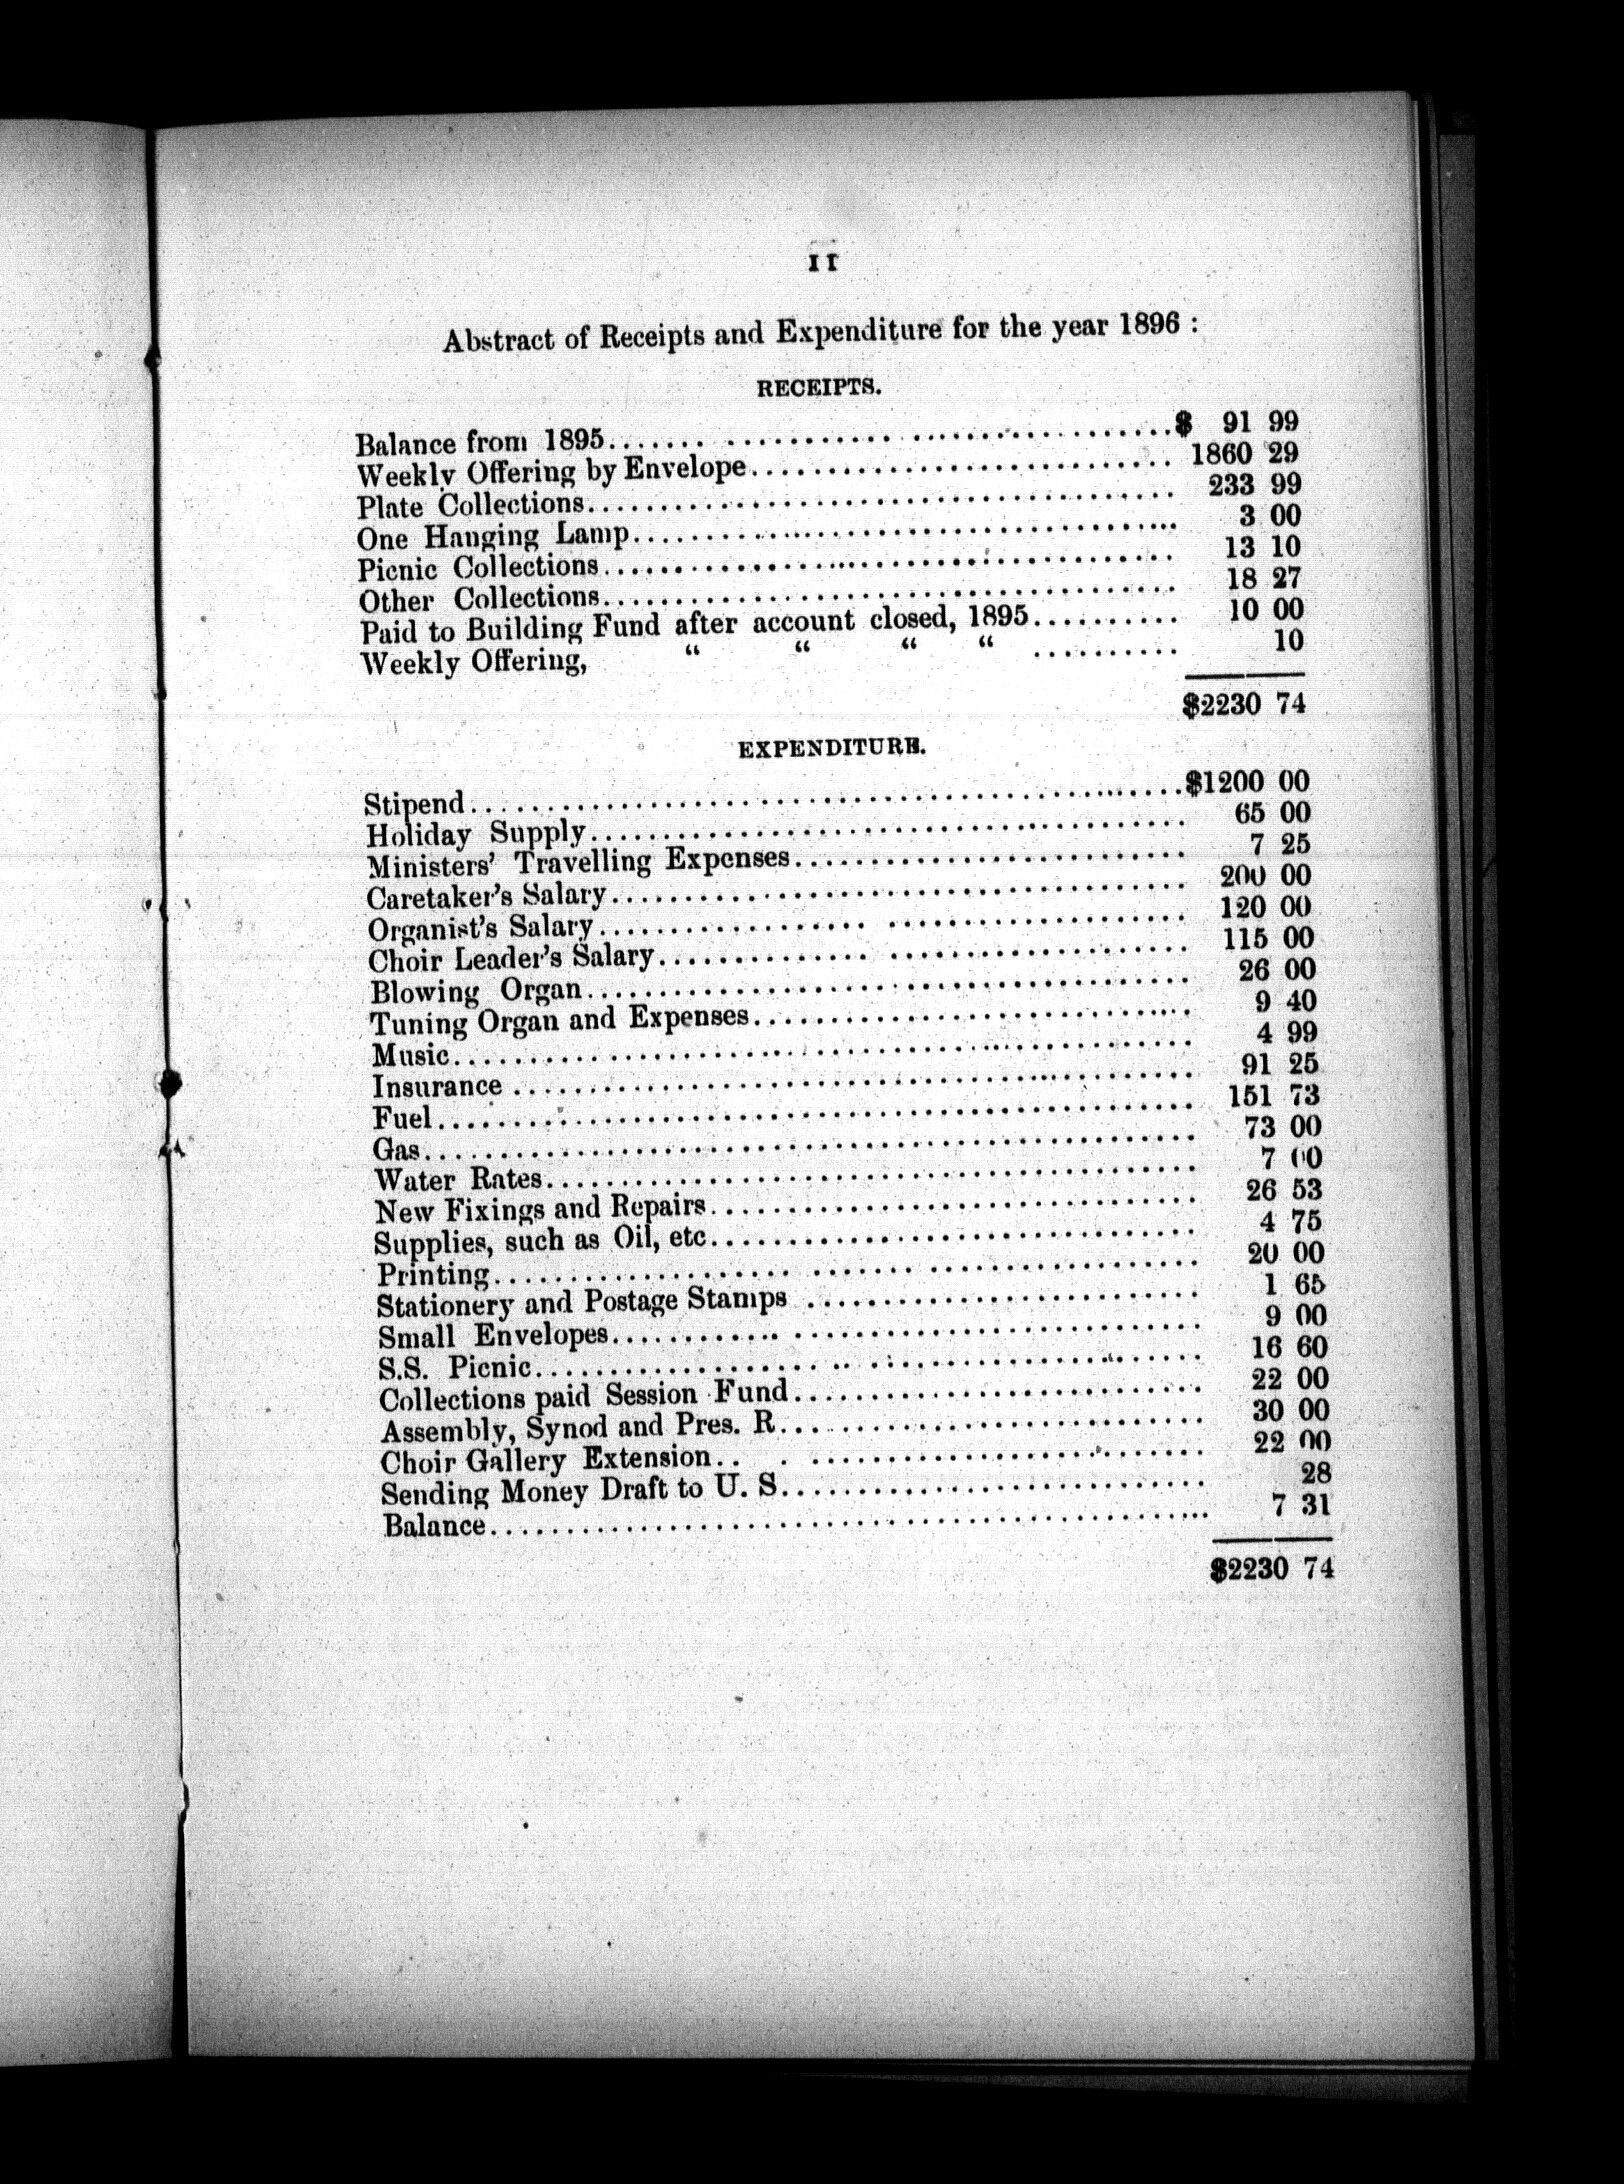 11
Abstract of Receipts and Expenditure for the year 1896 :
RECEIPTS.
Balance from 1895.......................................$ 91 99
Weekly Offering by Envelope............................ 1860 29
Plate Collections...................................... 233 99
One Hanging Lamp....................................... 3 00
Picnic Collections..................................... 13 10
Other Collections...................................... 18 27
Paid to Building Fund after account closed, 1895.......... 10 00
Weekly Offering, “ “ “ “ .......... 10
$2230 74
EXPENDITURE.
Stipend................................................$1200 00
Holiday Supply......................................... 65 00
Ministers’ Travelling Expenses.......................... 7 25
Caretaker’s Salary...................................... 200 00
Organist’s Salary....................................... 120 00
Choir Leader’s Salary................................... 115 00
Blowing Organ........................................... 26 00
Tuning Organ and Expenses............................... 9 40
Music................................................... 4 99
Insurance .............................................. 91 25
Fuel.................................................... 151 73
Gas..................................................... 73 00
Water Rates............................................. 7 00
New Fixings and Repairs................................. 26 53
Supplies, such as Oil, etc.............................. 4 75
Printing................................................ 20 00
Stationery and Postage Stamps .......................... 1 65
Small Envelopes......................................... 9 00
S.S. Picnic............................................. 16 60
Collections paid Session Fund........................... 22 00
Assembly, Synod and Pres. R............................. 30 00
Choir Gallery Extension.. . .......................... 22 00
Sending Money Draft to U. S............................. 28
Balance................................................. 7 31
$2230 74